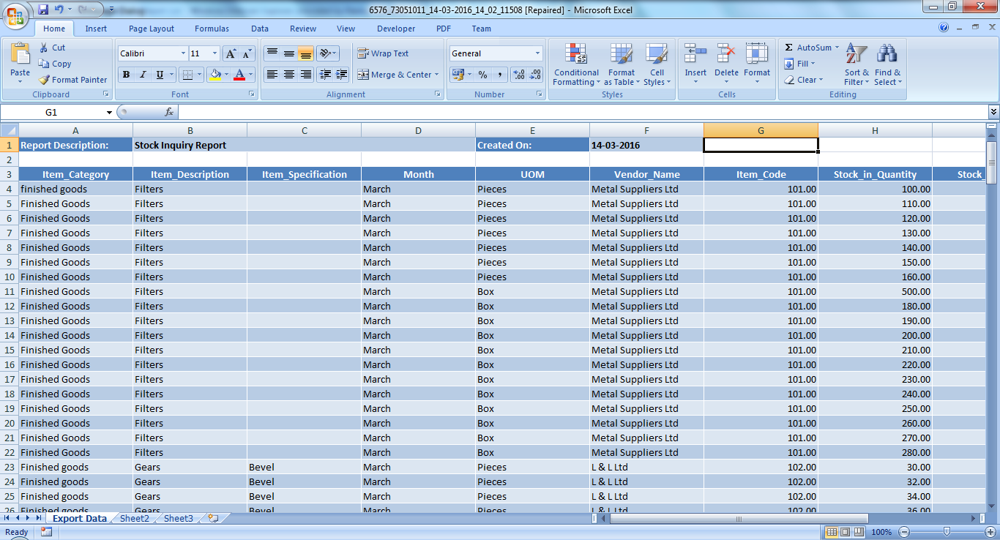 6576_73051011_14-03-2016_14_02_11508 [Repaired] - Microsoft Excel
Home Insert Page Layout Formulas Data Review View Developer PDF Team
Paste Cut Copy Format Painter Clipboard
Calibri 11 B I U Font
Wrap Text Merge & Center Alignment
General % , .0 .00 .00 .0 Number
Conditional Formatting Format as Table Cell Styles Styles
Insert Delete Format Cells
Σ AutoSum Fill Clear Sort & Filter Find & Select Editing
G1 fx
A B C D E F G H
1 Report Description: Stock Inquiry Report Created On: 14-03-2016
2
3 Item_Category Item_Description Item_Specification Month UOM Vendor_Name Item_Code Stock_in_Quantity Stock_
4 finished goods Filters March Pieces Metal Suppliers Ltd 101.00 100.00
5 Finished Goods Filters March Pieces Metal Suppliers Ltd 101.00 110.00
6 Finished Goods Filters March Pieces Metal Suppliers Ltd 101.00 120.00
7 Finished Goods Filters March Pieces Metal Suppliers Ltd 101.00 130.00
8 Finished Goods Filters March Pieces Metal Suppliers Ltd 101.00 140.00
9 Finished Goods Filters March Pieces Metal Suppliers Ltd 101.00 150.00
10 Finished Goods Filters March Pieces Metal Suppliers Ltd 101.00 160.00
11 Finished Goods Filters March Box Metal Suppliers Ltd 101.00 500.00
12 Finished Goods Filters March Box Metal Suppliers Ltd 101.00 180.00
13 Finished Goods Filters March Box Metal Suppliers Ltd 101.00 190.00
14 Finished Goods Filters March Box Metal Suppliers Ltd 101.00 200.00
15 Finished Goods Filters March Box Metal Suppliers Ltd 101.00 210.00
16 Finished Goods Filters March Box Metal Suppliers Ltd 101.00 220.00
17 Finished Goods Filters March Box Metal Suppliers Ltd 101.00 230.00
18 Finished Goods Filters March Box Metal Suppliers Ltd 101.00 240.00
19 Finished Goods Filters March Box Metal Suppliers Ltd 101.00 250.00
20 Finished Goods Filters March Box Metal Suppliers Ltd 101.00 260.00
21 Finished Goods Filters March Box Metal Suppliers Ltd 101.00 270.00
22 Finished Goods Filters March Box Metal Suppliers Ltd 101.00 280.00
23 Finished goods Gears Bevel March Pieces L & L Ltd 102.00 30.00
24 Finished goods Gears Bevel March Pieces L & L Ltd 102.00 32.00
25 Finished goods Gears Bevel March Pieces L & L Ltd 102.00 34.00
26 Finished goods Gears Bevel March Pieces L & L Ltd 102.00 36.00
Export Data Sheet2 Sheet3
Ready 100%